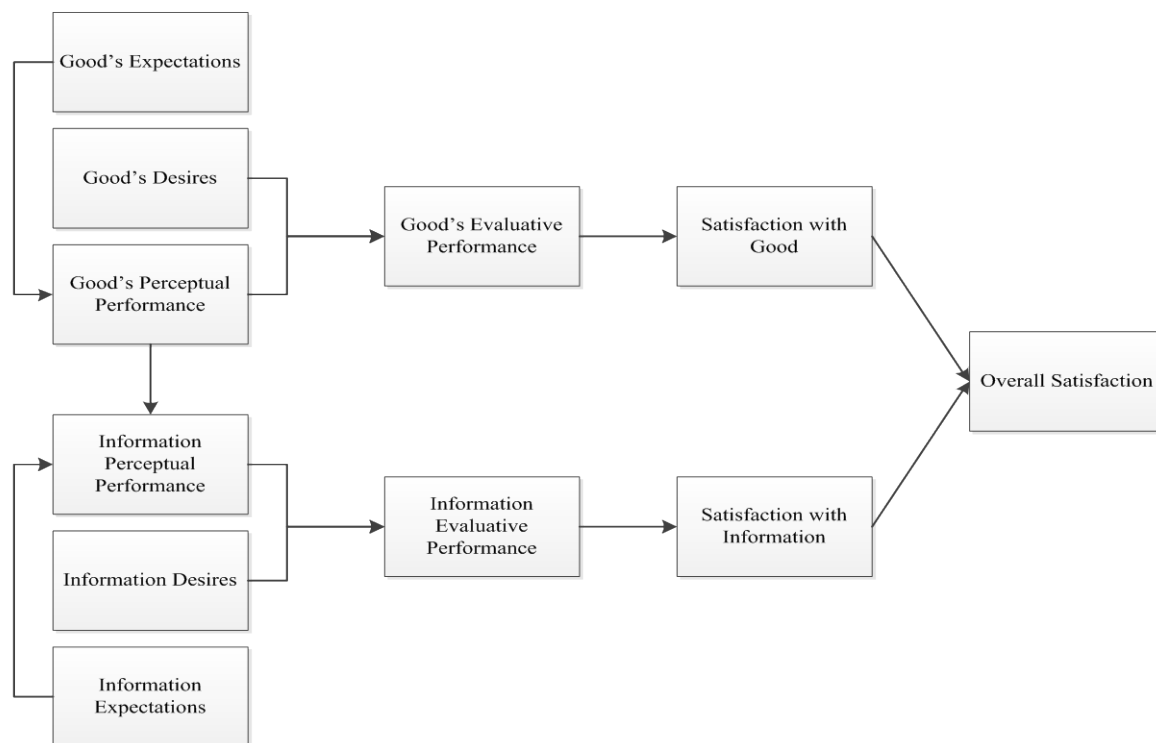 Good’s Expectations
Good’s Desires
Good’s Perceptual
Performance
Information
Perceptual
Performance
Information Desires
Information
Expectations
Good’s Evaluative
Performance
Information
Evaluative
Performance
Satisfaction with
Good
Satisfaction with
Information
Overall Satisfaction